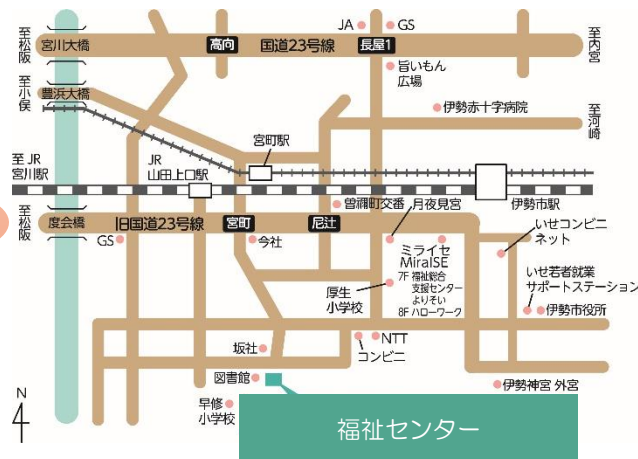 JA
GS
至松阪
宮川大橋
高向
国道23号線
長屋1
至内宮
旨いもん
広場
至小俣
豊浜大橋
伊勢赤十字病院
至河崎
宮町駅
至 JR
宮川駅
JR
山田上口駅
伊勢市駅
曽祢町交番
月夜見宮
至松阪
度会橋
旧国道23号線
宮町
尼辻
GS
今社
ミライセ
MiraISE
7F 福祉総合
支援センター
よりそい
8F ハローワーク
いせコンビニ
ネット
厚生
小学校
いせ若者就業
サポートステーション
伊勢市役所
NTT
コンビニ
坂社
図書館
早修
小学校
伊勢神宮 外宮
福祉センター
N
4